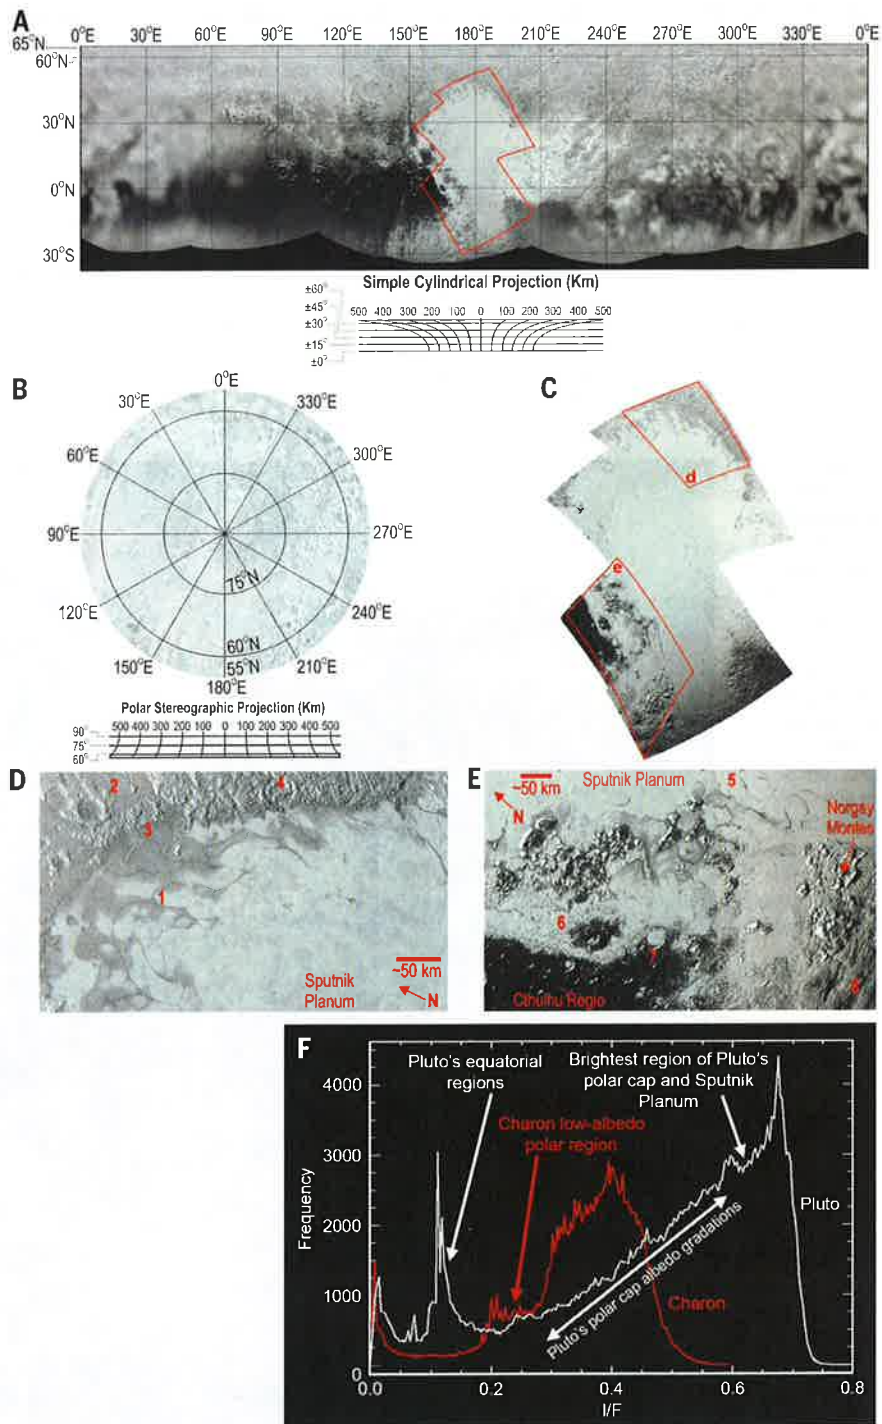 A
0°E 30°E 60°E 90°E 120°E 150°E 180°E 210°E 240°E 270°E 300°E 330°E 0°E
65°N
60°N
30°N
0°N
30°S
Simple Cylindrical Projection (Km)
±60°
±45°
±30°
±15°
±0°
500 400 300 200 100 0 100 200 300 400 500
B
0°E
30°E 330°E
60°E 300°E
90°E 270°E
75°N
120°E 240°E
60°N
150°E 55°N 210°E
180°E
Polar Stereographic Projection (Km)
500 400 300 200 100 0 100 200 300 400 500
90°
75°
60°
C
d
e
D
2
4
3
1
~50 km
Sputnik
Planum
N
E
~50 km
Sputnik Planum
5
N
Norgay
Montes
6
7
8
Cthulhu Regio
F
Pluto's equatorial
regions
Brightest region of Pluto's
polar cap and Sputnik
Planum
Charon low-albedo
polar region
Pluto
Pluto's polar cap albedo gradations
Charon
Frequency
4000
3000
2000
1000
0
0.0 0.2 0.4 0.6 0.8
I/F